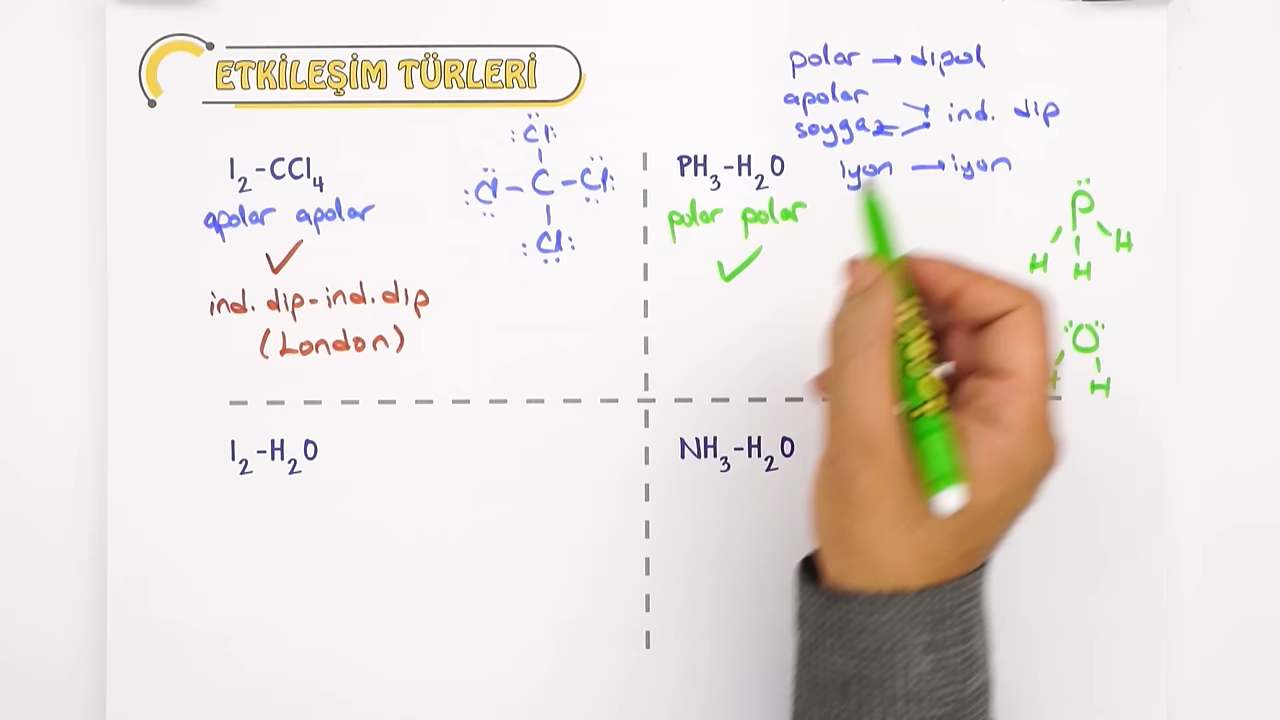 ETKİLEŞİM TÜRLERİ
polar → dipol
apolar
soygaz → ind. dip
iyon → iyon
I₂-CCl₄
apolar apolar
✓
ind. dip-ind. dip
(London)
:Cl:
:Cl - C - Cl:
:Cl:
PH₃-H₂O
polar polar
✓
P
H H H
O
H
I₂-H₂O
NH₃-H₂O